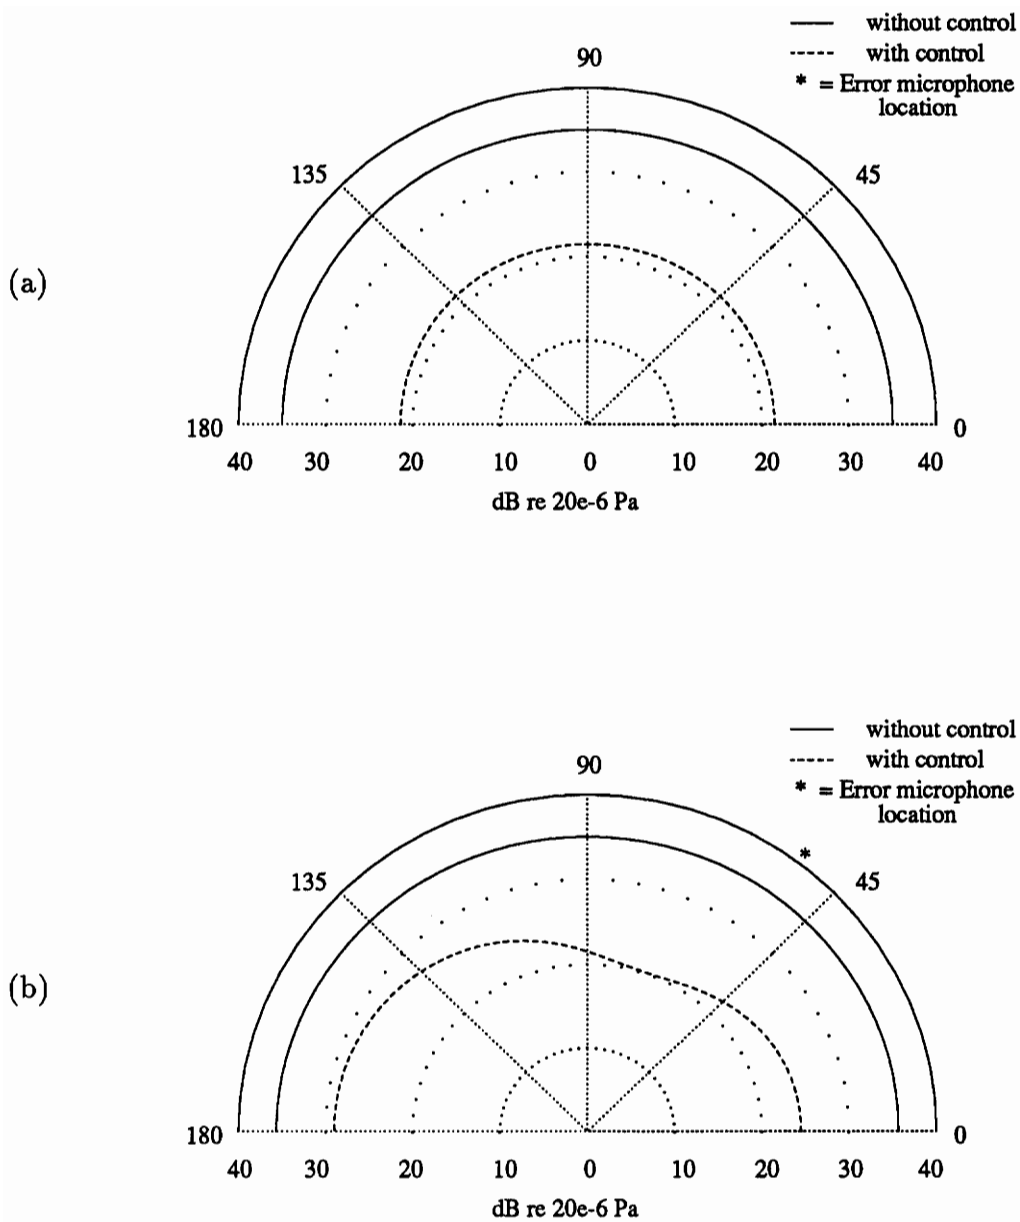 without control
with control
* = Error microphone
location
90
135
45
(a)
180
0
40 30 20 10 0 10 20 30 40
dB re 20e-6 Pa
without control
with control
* = Error microphone
location
90
*
135
45
(b)
180
0
40 30 20 10 0 10 20 30 40
dB re 20e-6 Pa